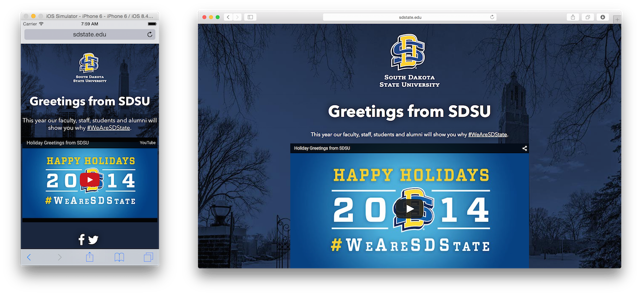 iOS Simulator - iPhone 6 - iPhone 6 / iOS 8.4...
Carrier
7:59 AM
sdstate.edu
SOUTH DAKOTA
STATE UNIVERSITY
Greetings from SDSU
This year our faculty, staff, students and alumni will
show you why #WeAreSDState.
Holiday Greetings from SDSU
YouTube
HAPPY HOLIDAYS
2014
#WEARESDSTATE
sdstate.edu
SOUTH DAKOTA
STATE UNIVERSITY
Greetings from SDSU
This year our faculty, staff, students and alumni will show you why #WeAreSDState.
Holiday Greetings from SDSU
HAPPY HOLIDAYS
2014
#WEARESDSTATE